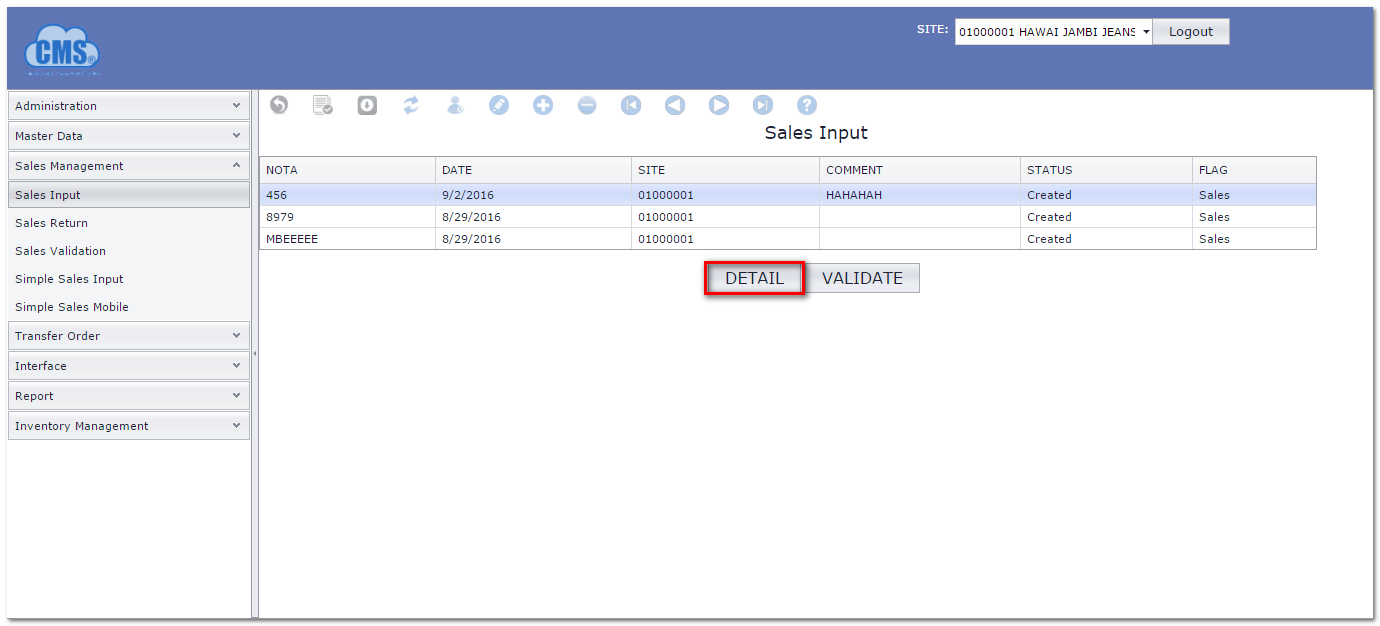 CMS®
SITE: 01000001 HAWAI JAMBI JEANS Logout
Administration
Master Data
Sales Management
Sales Input
Sales Return
Sales Validation
Simple Sales Input
Simple Sales Mobile
Transfer Order
Interface
Report
Inventory Management
?
Sales Input
NOTA DATE SITE COMMENT STATUS FLAG
456 9/2/2016 01000001 HAHAHAH Created Sales
8979 8/29/2016 01000001 Created Sales
MBEEEEE 8/29/2016 01000001 Created Sales
DETAIL VALIDATE